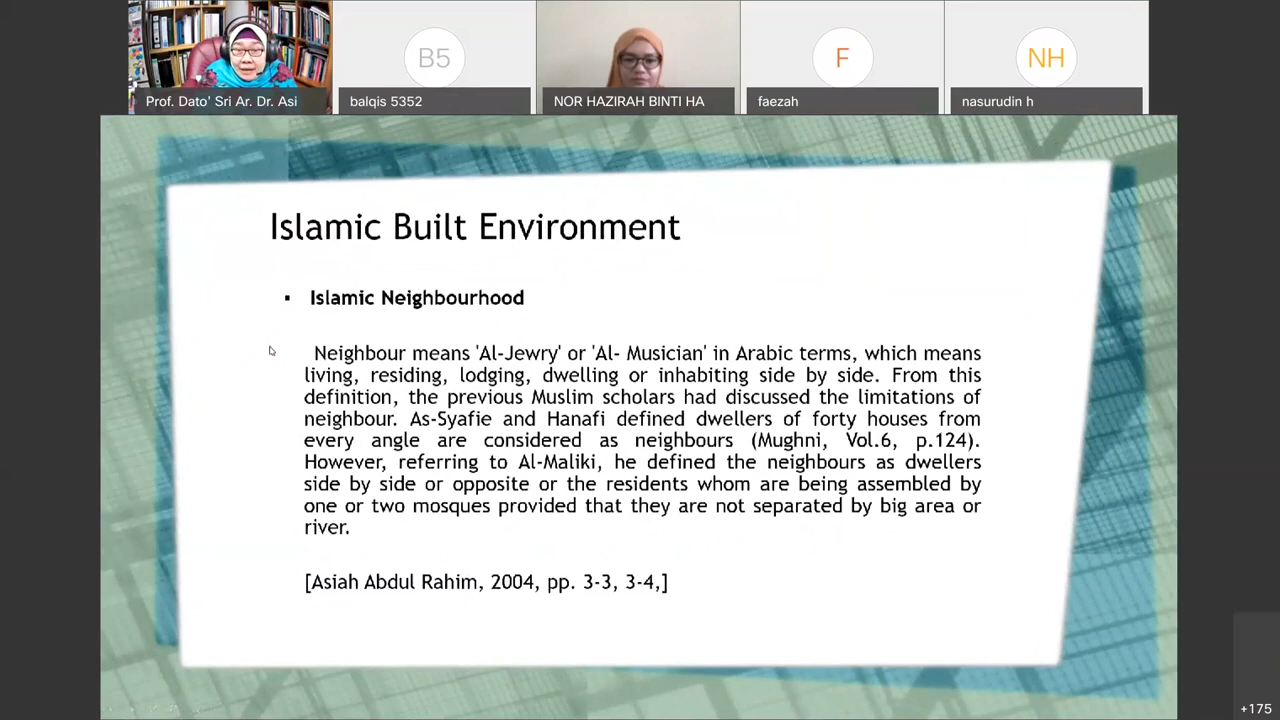 B5
F
NH
Prof. Dato' Sri Ar. Dr. Asi
balqis 5352
NOR HAZIRAH BINTI HA
faezah
nasurudin h
Islamic Built Environment
▪ Islamic Neighbourhood
Neighbour means 'Al-Jewry' or 'Al- Musician' in Arabic terms, which means
living, residing, lodging, dwelling or inhabiting side by side. From this
definition, the previous Muslim scholars had discussed the limitations of
neighbour. As-Syafie and Hanafi defined dwellers of forty houses from
every angle are considered as neighbours (Mughni, Vol.6, p.124).
However, referring to Al-Maliki, he defined the neighbours as dwellers
side by side or opposite or the residents whom are being assembled by
one or two mosques provided that they are not separated by big area or
river.
[Asiah Abdul Rahim, 2004, pp. 3-3, 3-4,]
+175